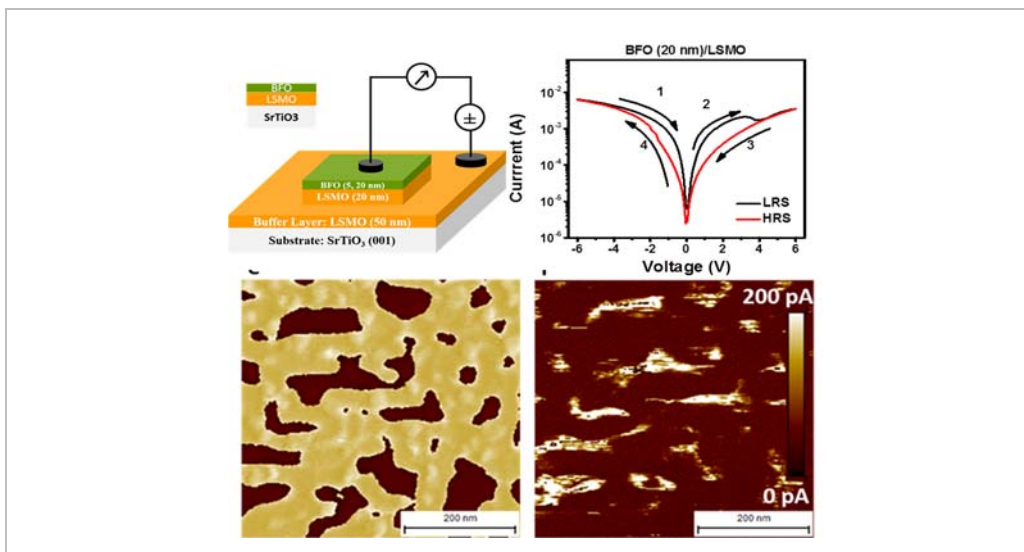 BFO
LSMO
SrTiO3
±
BFO (5, 20 nm)
LSMO (20 nm)
Buffer Layer: LSMO (50 nm)
Substrate: SrTiO₃ (001)
BFO (20 nm)/LSMO
Currrent (A)
10⁻²
10⁻³
10⁻⁴
10⁻⁵
10⁻⁶
1
2
3
4
LRS
HRS
-6 -4 -2 0 2 4 6
Voltage (V)
200 nm
200 pA
0 pA
200 nm